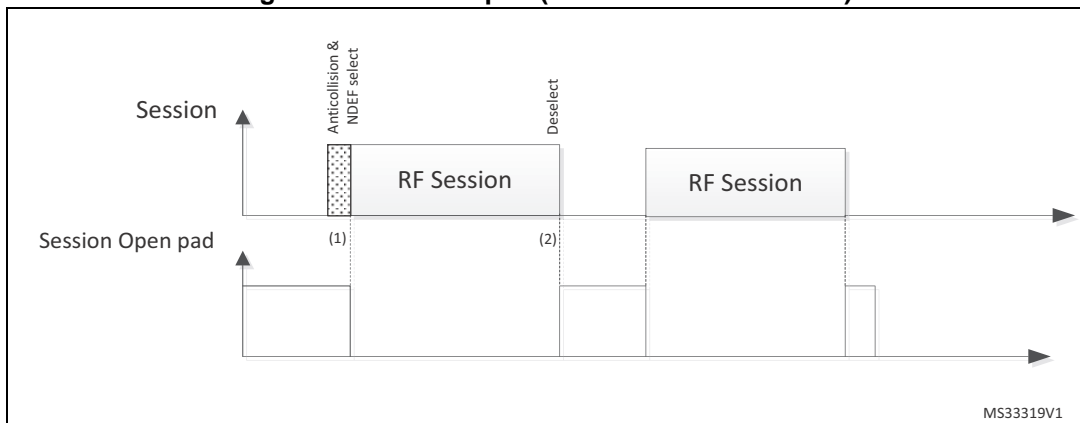 Anticollision &
NDEF select
Deselect
Session
RF Session
RF Session
(1)
(2)
Session Open pad
MS33319V1